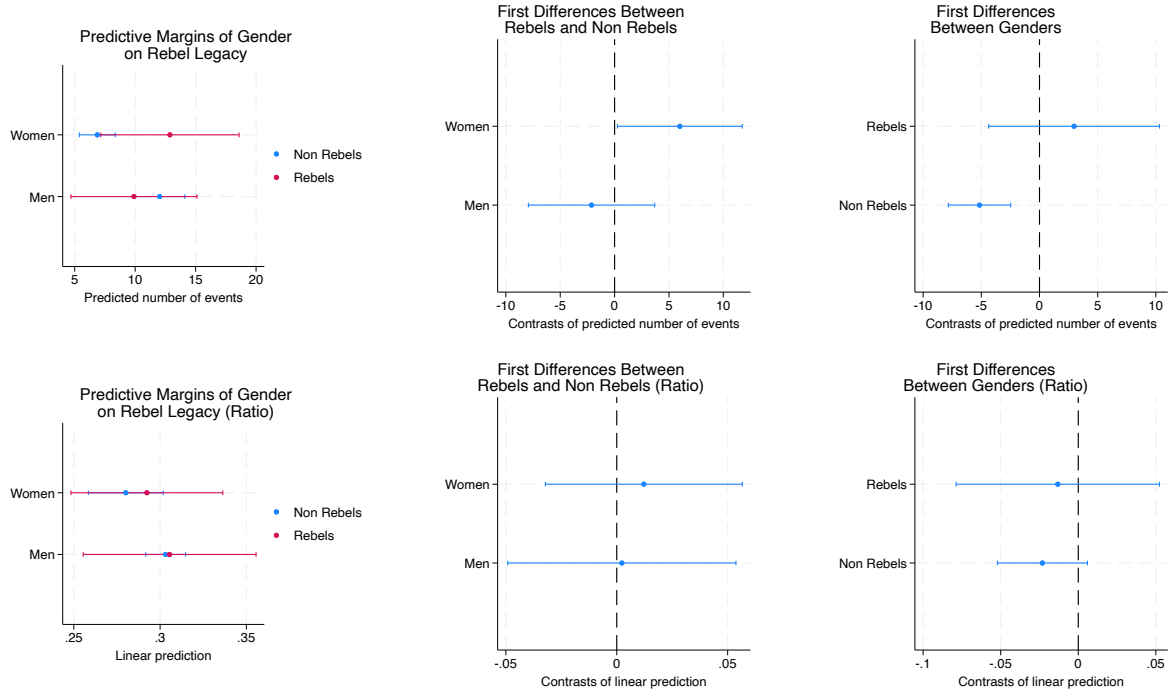 Predictive Margins of Gender
on Rebel Legacy
Women
Men
5
10
15
20
Predicted number of events
Non Rebels
Rebels
First Differences Between
Rebels and Non Rebels
Women
Men
-10
-5
0
5
10
Contrasts of predicted number of events
First Differences
Between Genders
Rebels
Non Rebels
-10
-5
0
5
10
Contrasts of predicted number of events
Predictive Margins of Gender
on Rebel Legacy (Ratio)
Women
Men
.25
.3
.35
Linear prediction
Non Rebels
Rebels
First Differences Between
Rebels and Non Rebels (Ratio)
Women
Men
-.05
0
.05
Contrasts of linear prediction
First Differences
Between Genders (Ratio)
Rebels
Non Rebels
-.1
-.05
0
.05
Contrasts of linear prediction